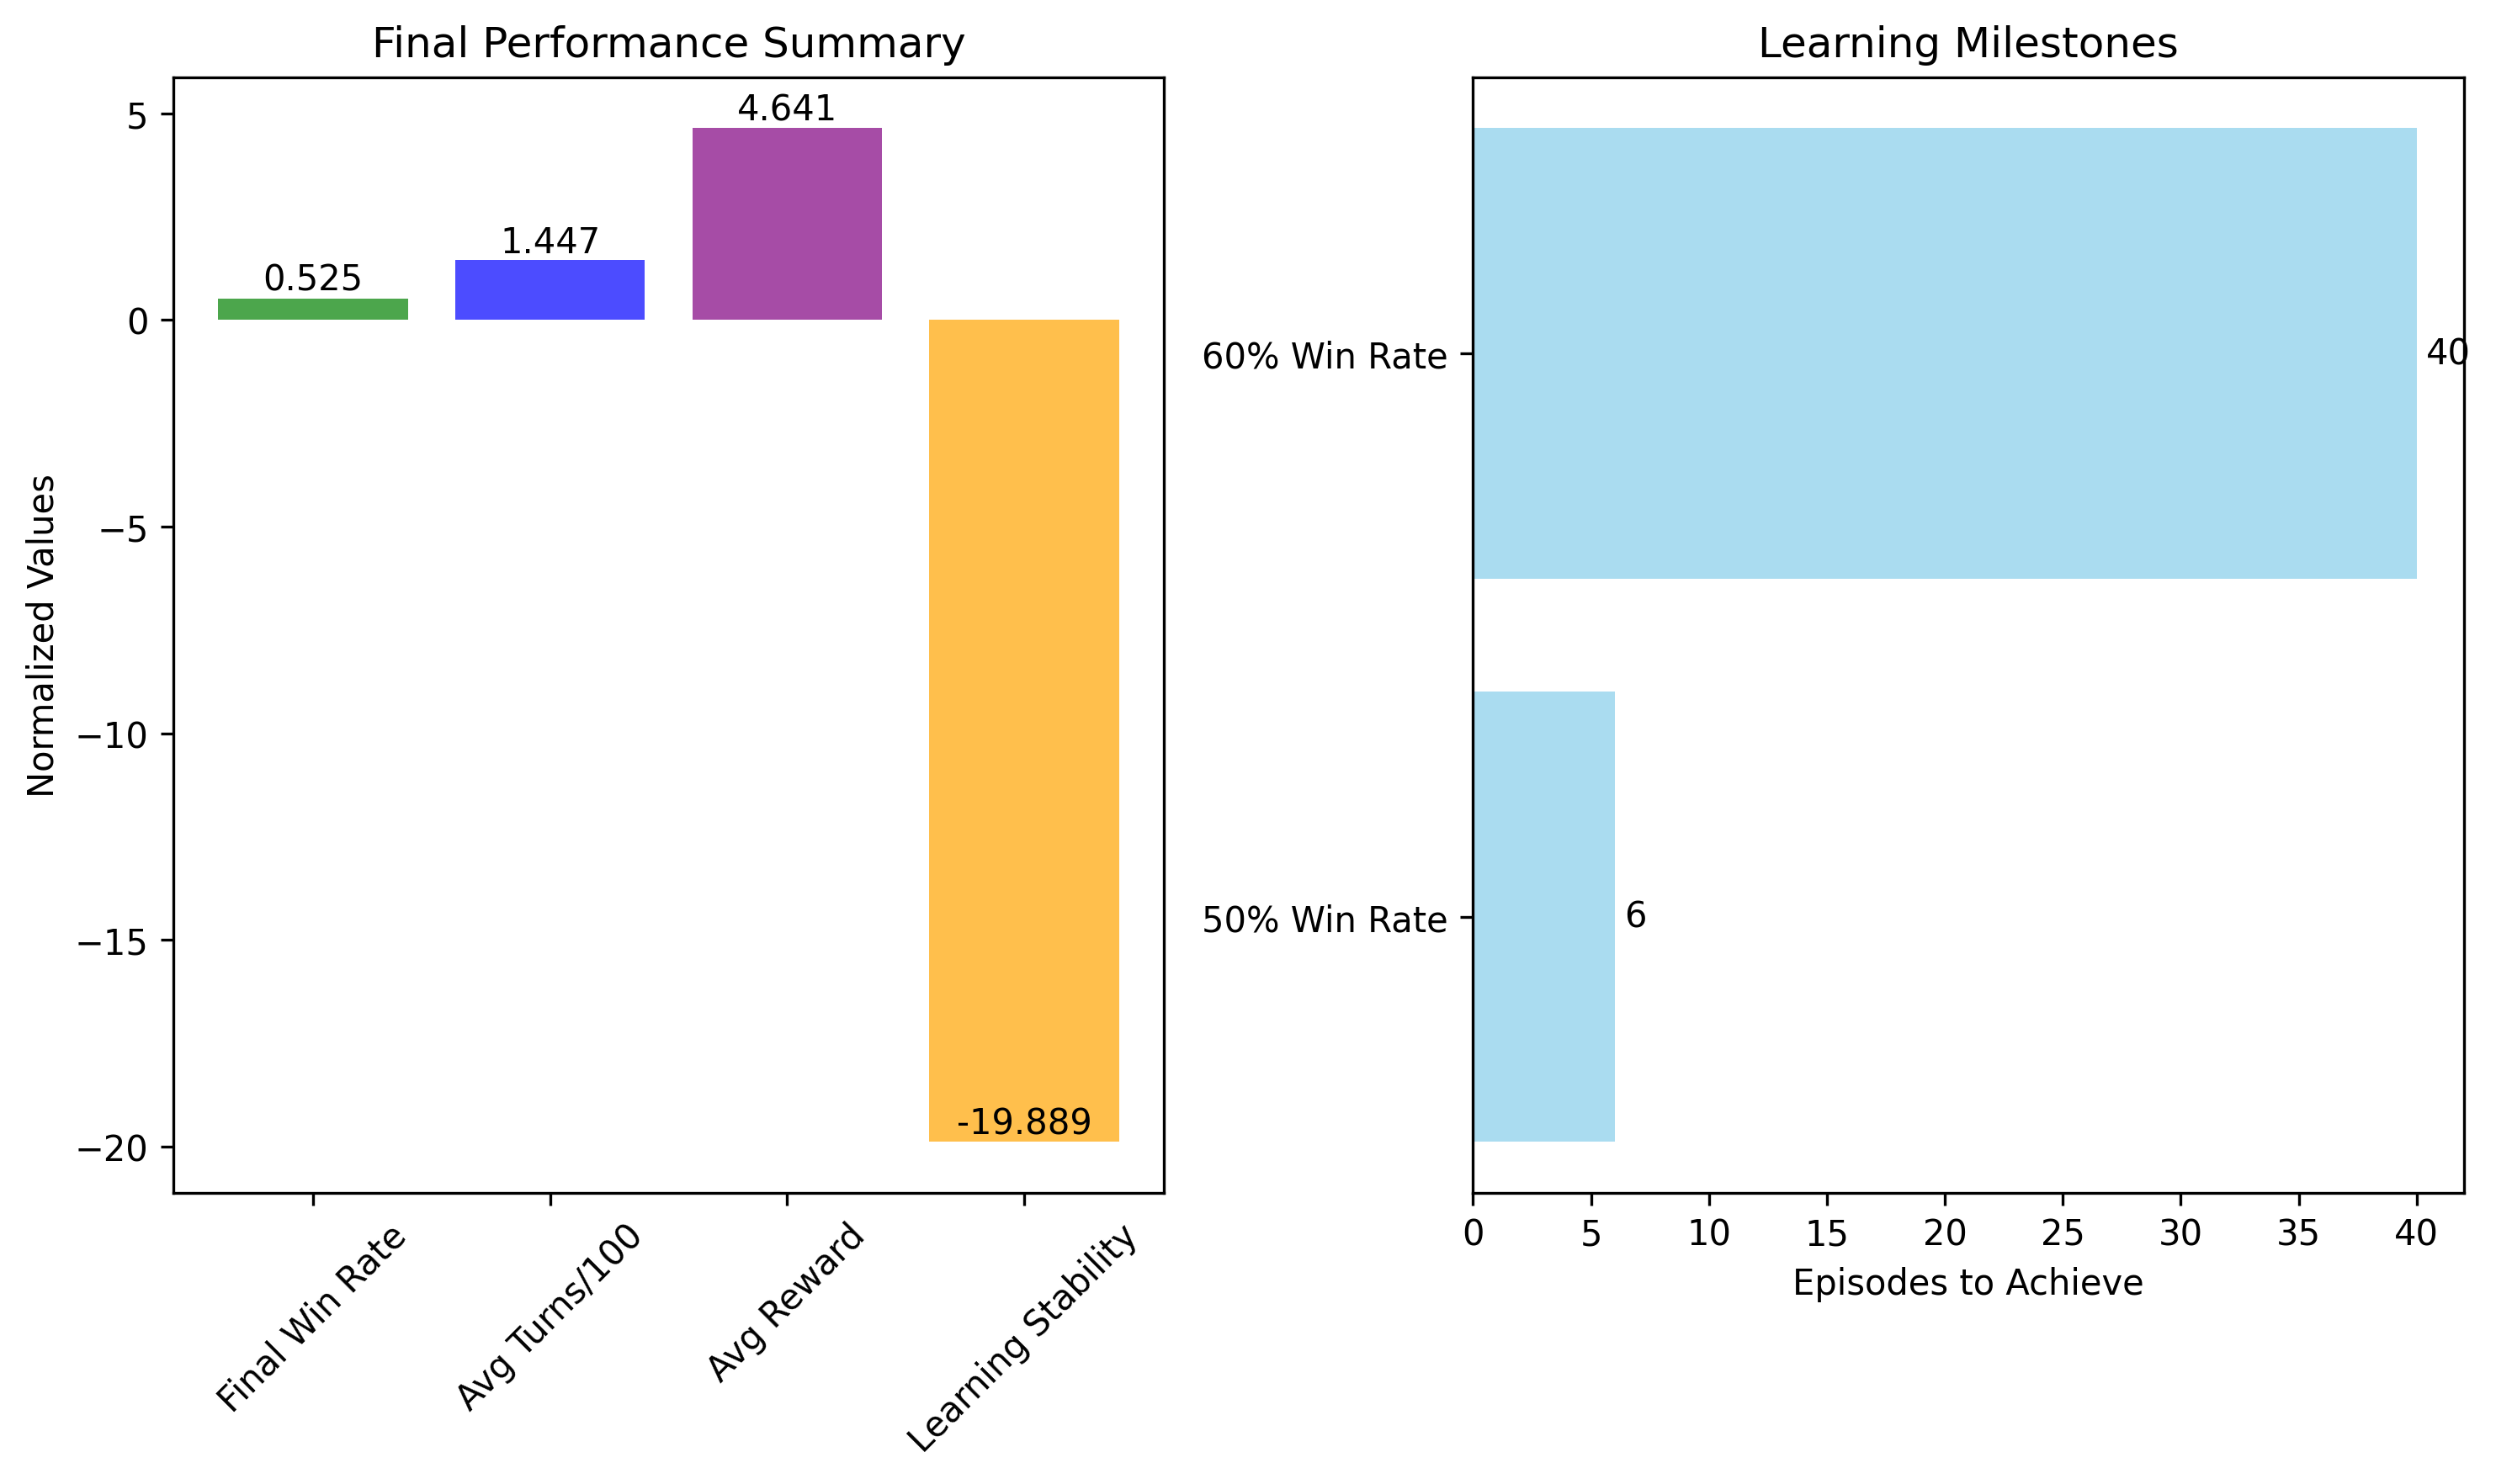 Final Performance Summary
Normalized Values
5
0
−5
−10
−15
−20
0.525
1.447
4.641
-19.889
Final Win Rate
Avg Turns/100
Avg Reward
Learning Stability
Learning Milestones
60% Win Rate
50% Win Rate
40
6
0 5 10 15 20 25 30 35 40
Episodes to Achieve